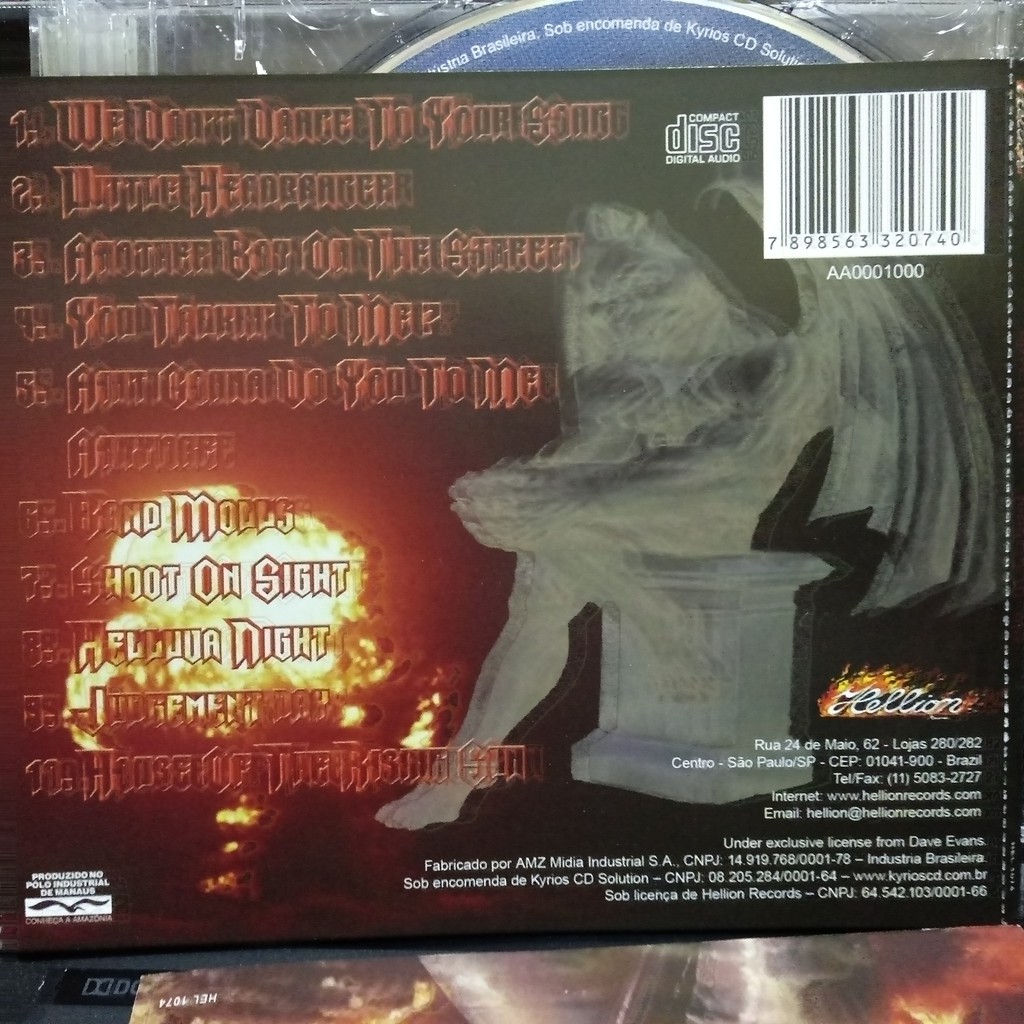 ústria Brasileira. Sob encomenda de Kyrios CD Soluti
1. We Don't Dance To Your Song
2. Little Headbanger
3. Another Boy On The Street
4. You Talkin' To Me?
5. Ain't Gonna Do You To Me
Anymore
6. Band Molls
7. Shoot On Sight
8. Helluva Night
9. Judgement day
10. House Of The Rising Sun
COMPACT
disc
DIGITAL AUDIO
7 898563 320740
AA0001000
Hellion
Rua 24 de Maio, 62 - Lojas 280/282
Centro - São Paulo/SP - CEP: 01041-900 - Brazil
Tel/Fax: (11) 5083-2727
Internet: www.hellionrecords.com
Email: hellion@hellionrecords.com
Under exclusive license from Dave Evans.
Fabricado por AMZ Midia Industrial S.A., CNPJ: 14.919.768/0001-78 – Industria Brasileira.
Sob encomenda de Kyrios CD Solution – CNPJ: 08.205.284/0001-64 – www.kyrioscd.com.br
Sob licença de Hellion Records – CNPJ: 64.542.103/0001-66
PRODUZIDO NO
PÓLO INDUSTRIAL
DE MANAUS
CONHEÇA A AMAZÔNIA
HEL 1074